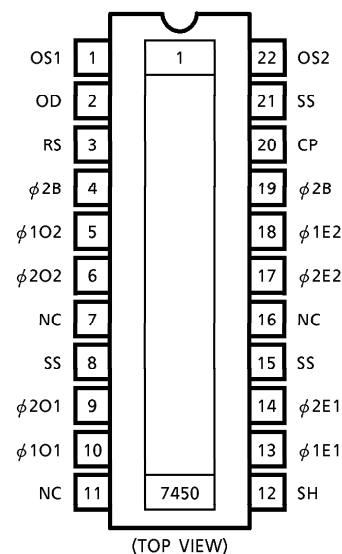 OS1 1 1 22 OS2
OD 2 21 SS
RS 3 20 CP
ϕ2B 4 19 ϕ2B
ϕ1O2 5 18 ϕ1E2
ϕ2O2 6 17 ϕ2E2
NC 7 16 NC
SS 8 15 SS
ϕ2O1 9 14 ϕ2E1
ϕ1O1 10 13 ϕ1E1
NC 11 7450 12 SH
(TOP VIEW)